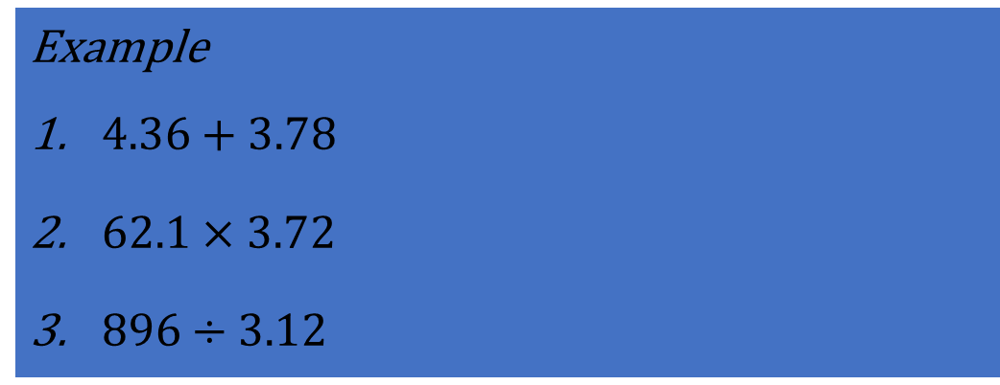 Example
1. 4.36 + 3.78
2. 62.1 × 3.72
3. 896 ÷ 3.12